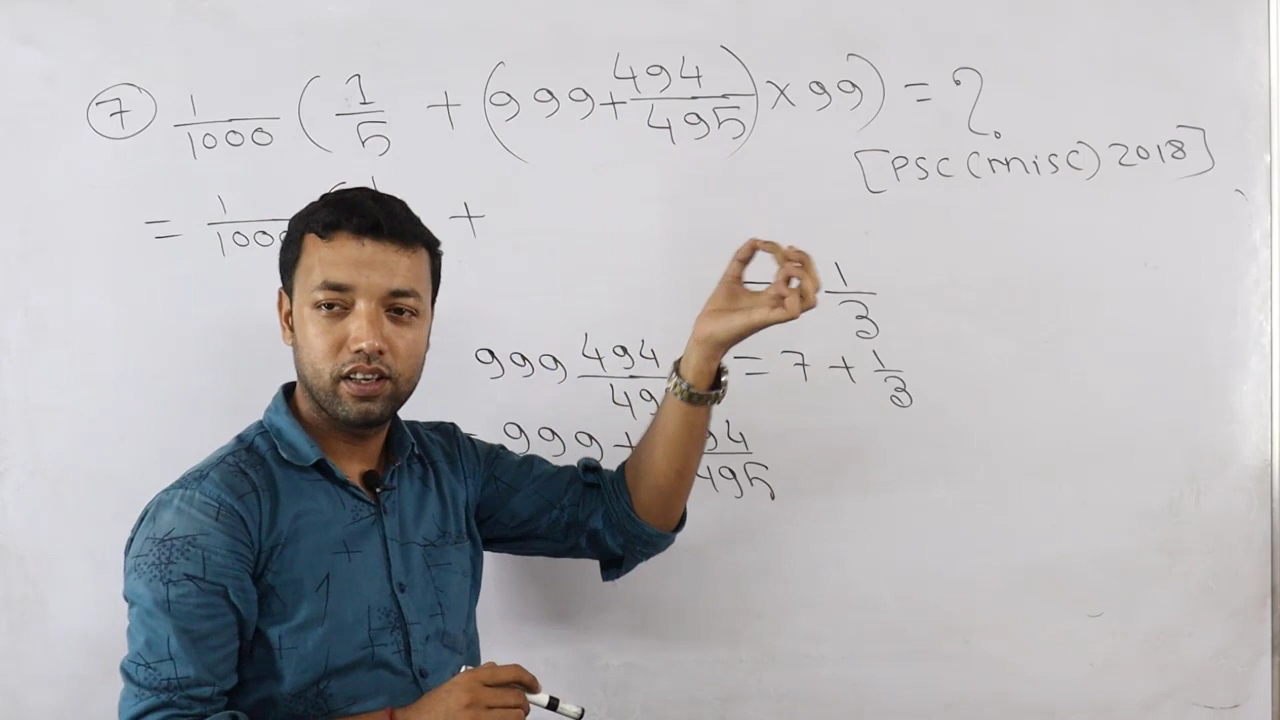 ⑦ 1/1000 (1/5 + (999+494/495)×99) = ?
[PSC (misc) 2018]
= 1/1000 +
1/3
999 494/49 = 7 + 1/3
999+ 94/495